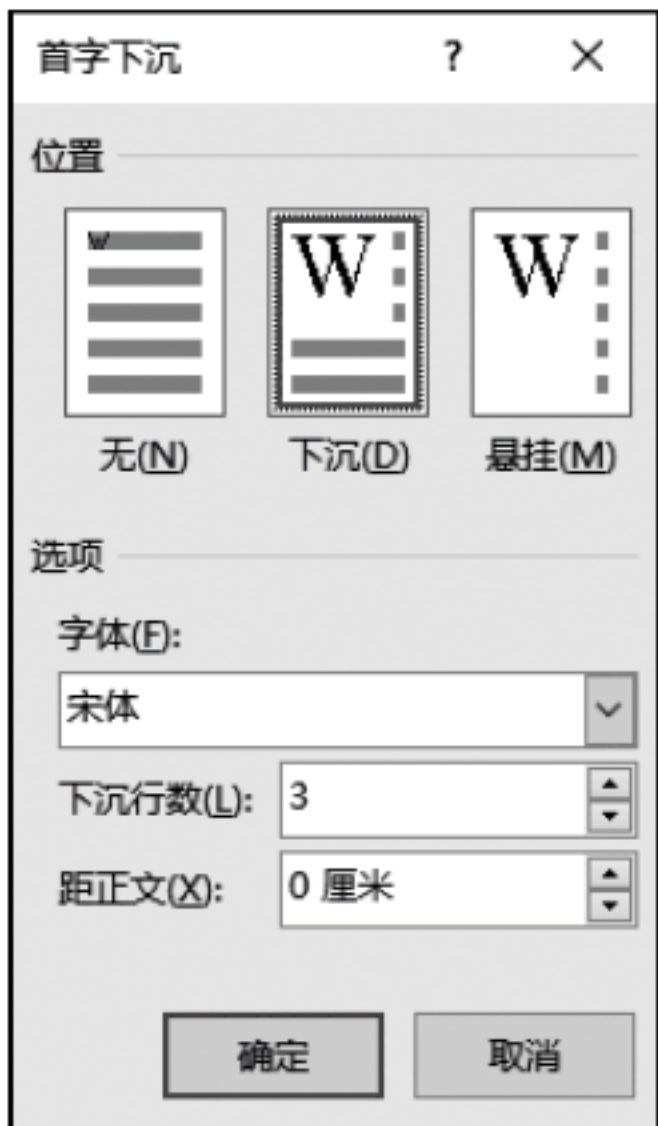 首字下沉 ? ×
位置
W W W
无(N) 下沉(D) 悬挂(M)
选项
字体(F):
宋体
下沉行数(L): 3
距正文(X): 0 厘米
确定 取消